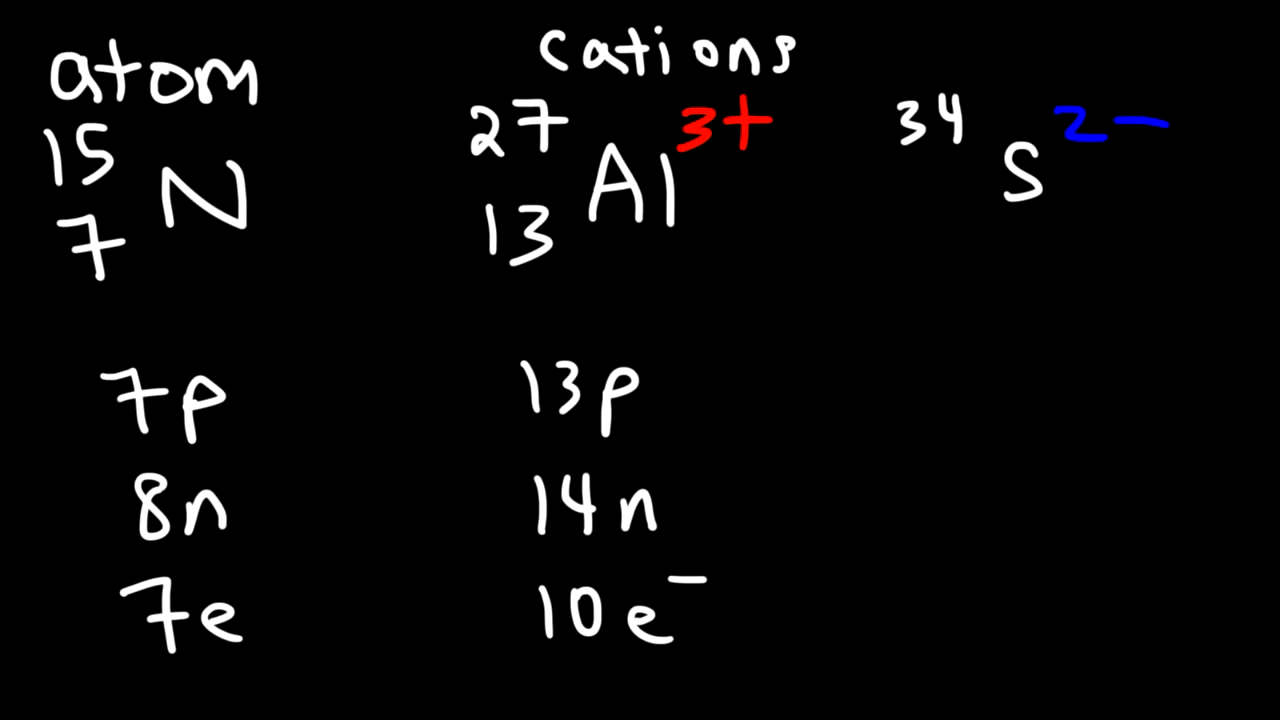 atom
15
7 N
7p
8n
7e
cations
27 3+
13 Al
13p
14n
10e⁻
34 2-
S